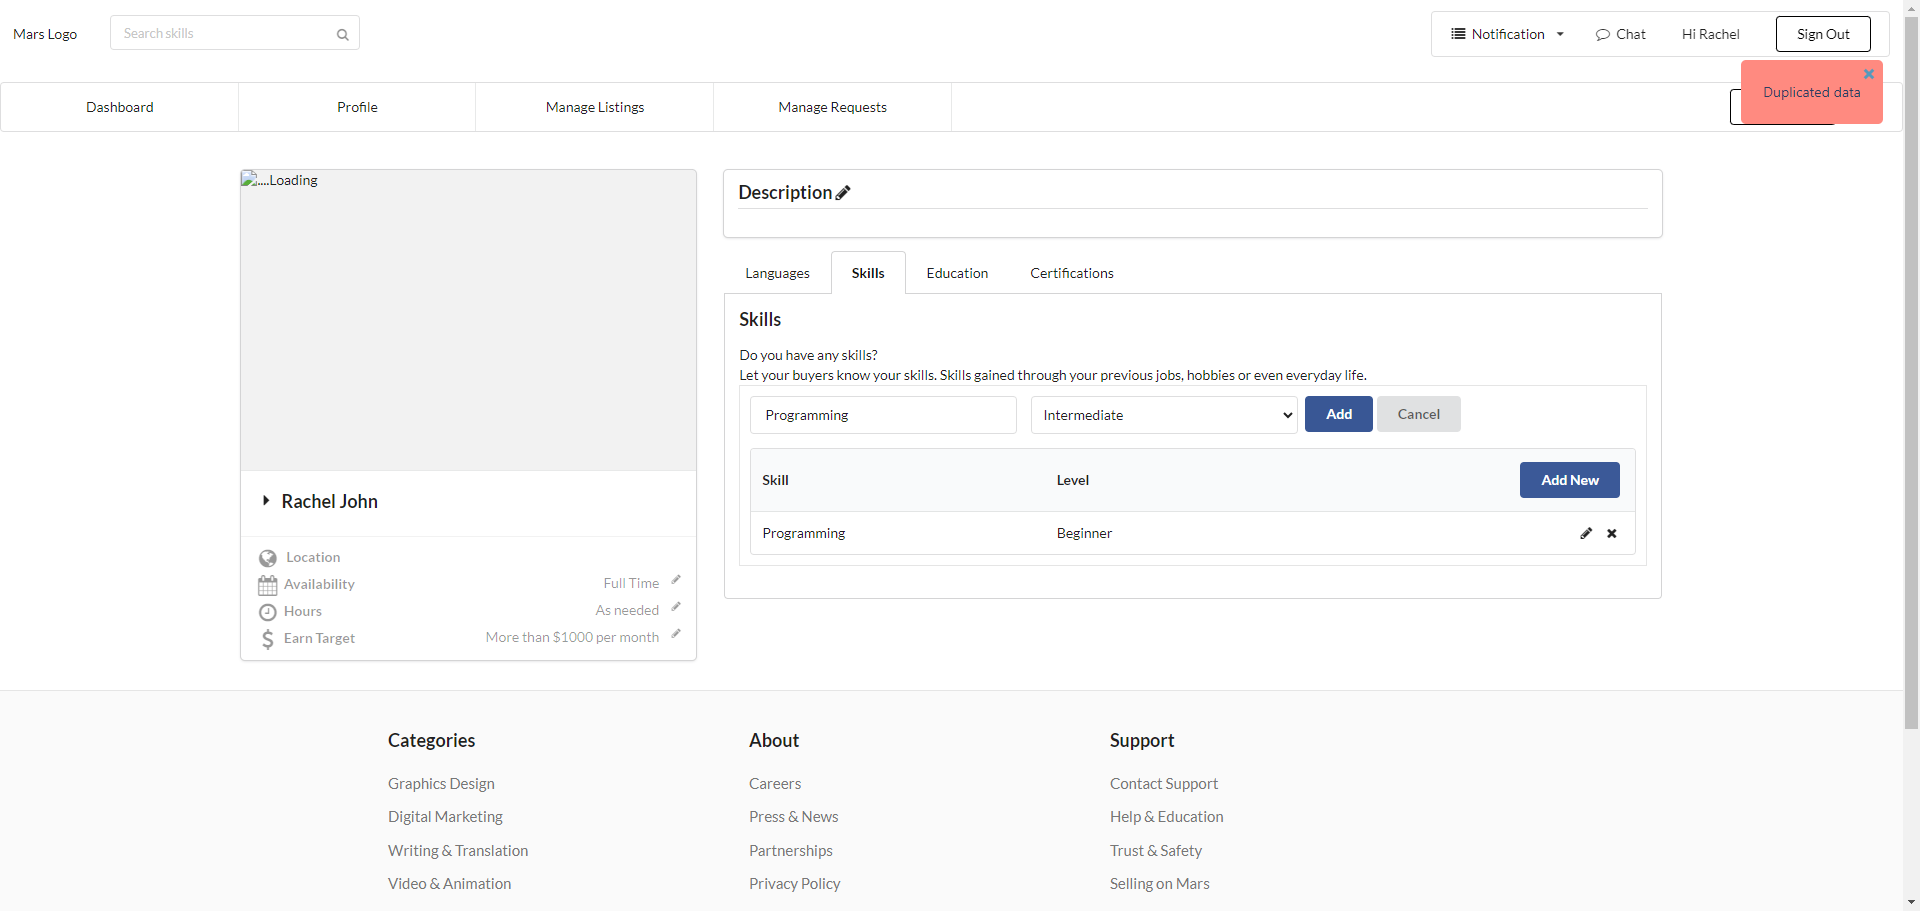 Mars Logo
Search skills
Notification
Chat
Hi Rachel
Sign Out
Duplicated data
Dashboard
Profile
Manage Listings
Manage Requests
....Loading
Rachel John
Location
Availability
Full Time
Hours
As needed
Earn Target
More than $1000 per month
Description
Languages
Skills
Education
Certifications
Skills
Do you have any skills?
Let your buyers know your skills. Skills gained through your previous jobs, hobbies or even everyday life.
Programming
Intermediate
Add
Cancel
Skill
Level
Add New
Programming
Beginner
Categories
Graphics Design
Digital Marketing
Writing & Translation
Video & Animation
About
Careers
Press & News
Partnerships
Privacy Policy
Support
Contact Support
Help & Education
Trust & Safety
Selling on Mars